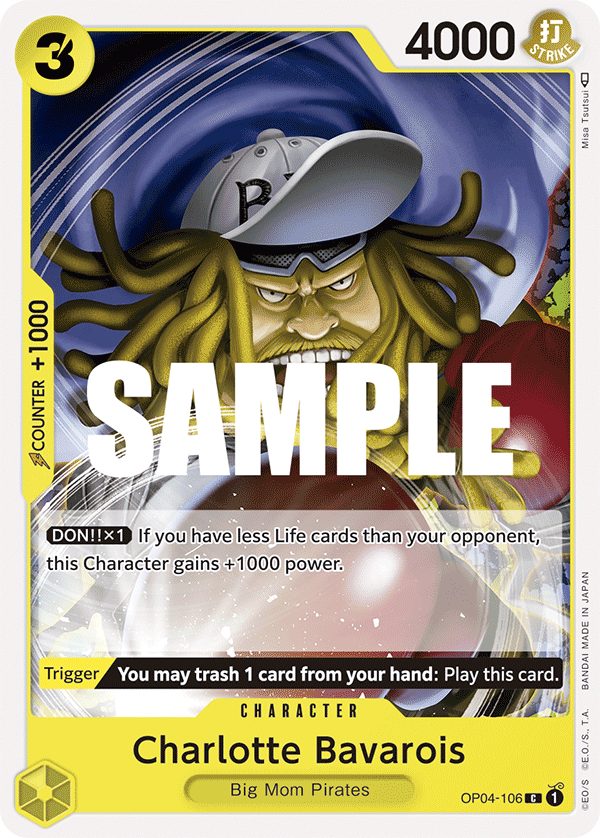 3
4000
打
STRIKE
Misa Tsutsui
COUNTER +1000
SAMPLE
DON!!×1 If you have less Life cards than your opponent,
this Character gains +1000 power.
Trigger You may trash 1 card from your hand: Play this card.
CHARACTER
Charlotte Bavarois
Big Mom Pirates
OP04-106 C 1
©EO/S ©E.O./S., T.A. BANDAI MADE IN JAPAN